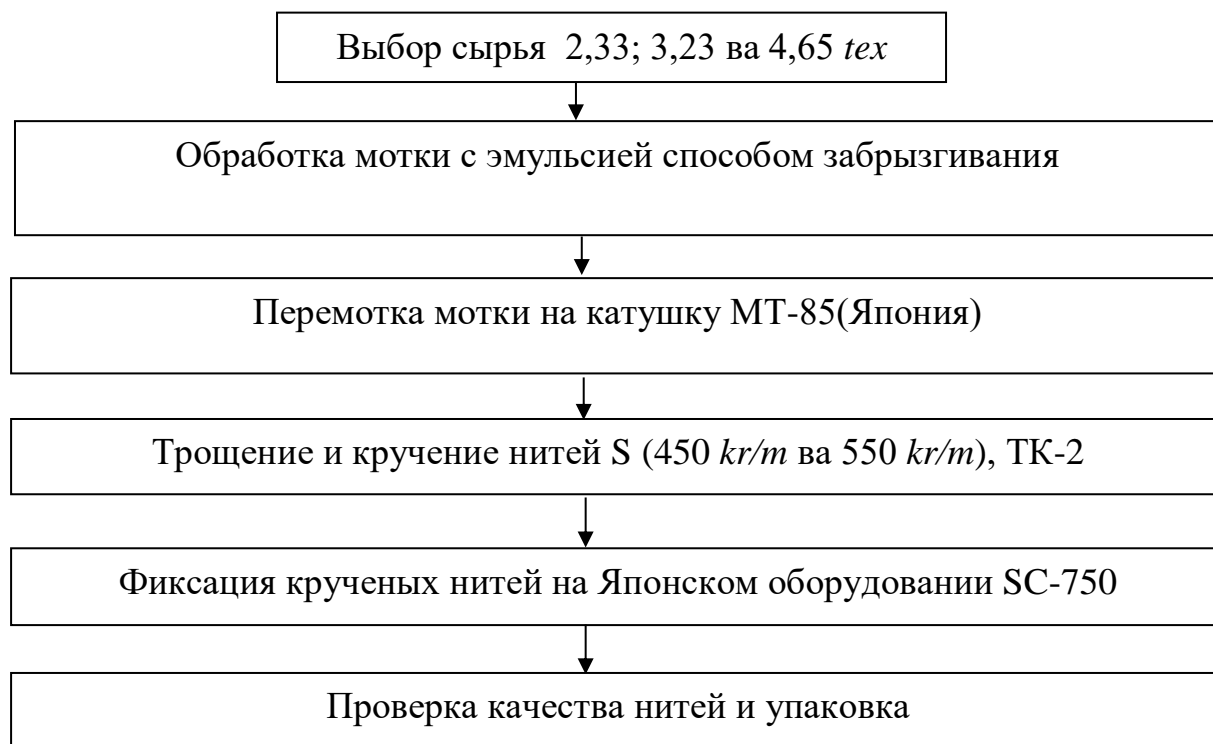 Выбор сырья 2,33; 3,23 ва 4,65 tex
Обработка мотки с эмульсией способом забрызгивания
Перемотка мотки на катушку МТ-85(Япония)
Трощение и кручение нитей S (450 kr/m ва 550 kr/m), ТК-2
Фиксация крученых нитей на Японском оборудовании SC-750
Проверка качества нитей и упаковка